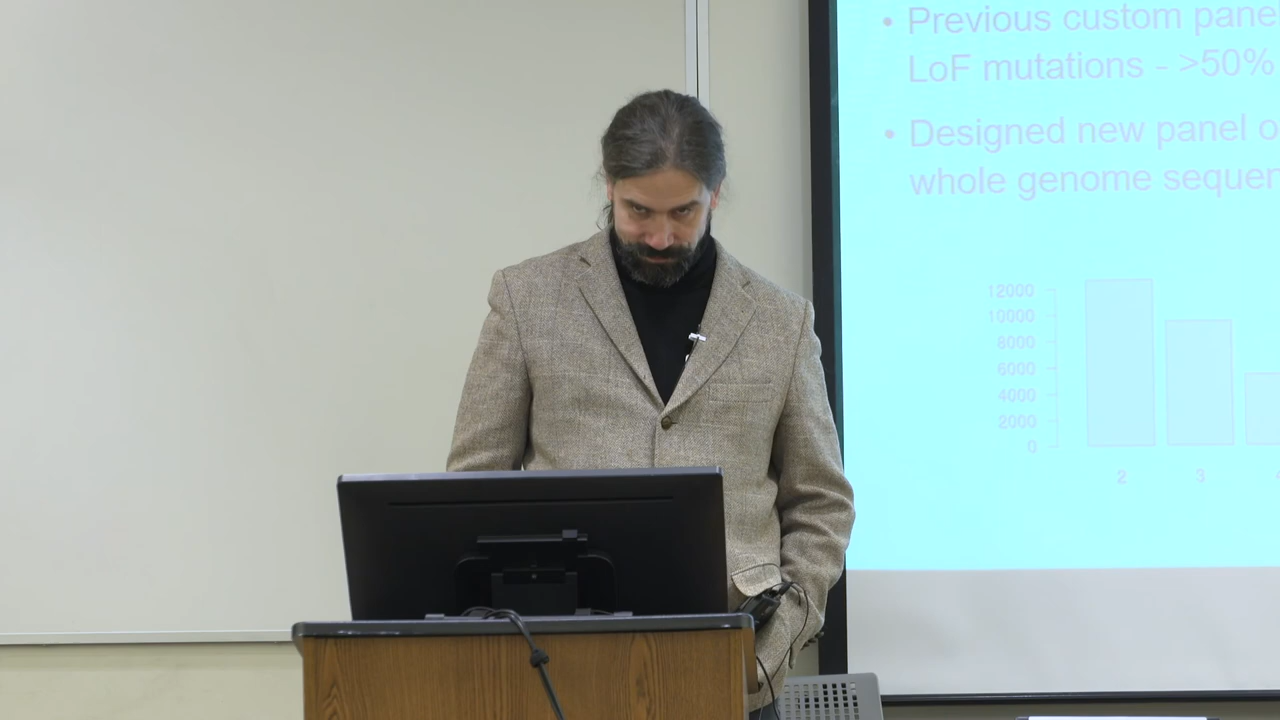 • Previous custom pane
LoF mutations - >50%
• Designed new panel o
whole genome sequen
12000
10000
8000
6000
4000
2000
0
2 3